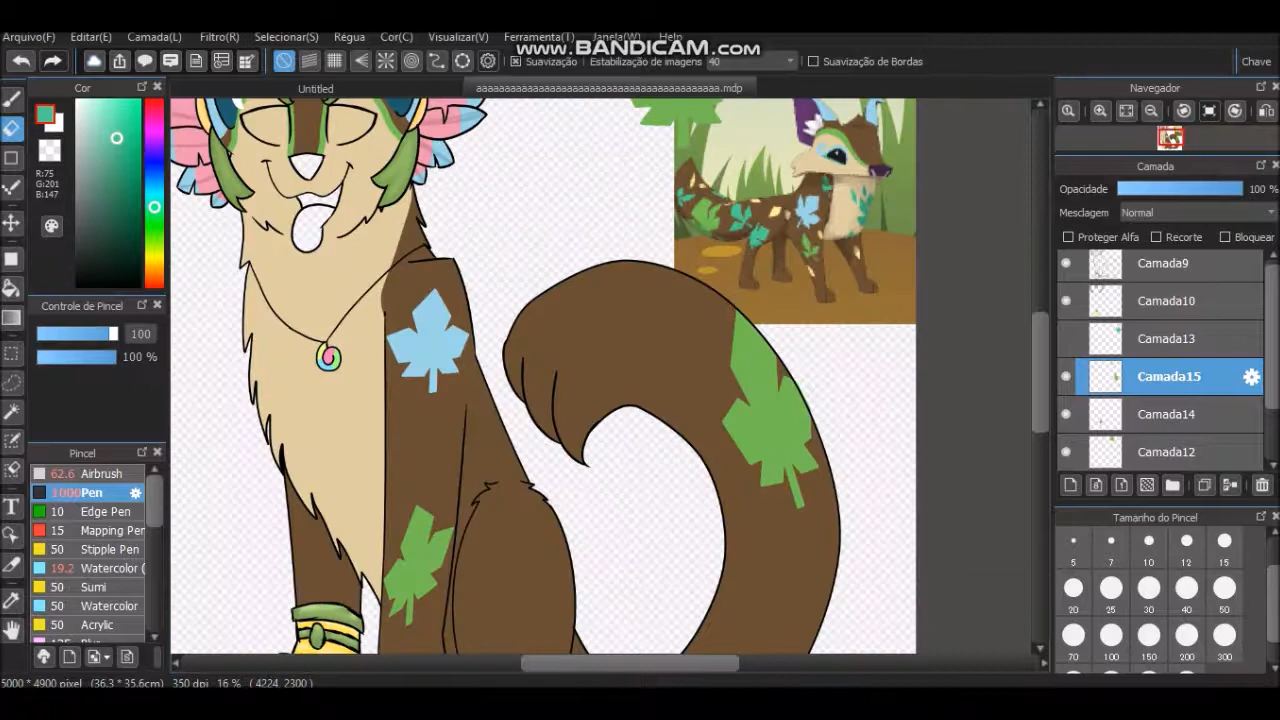 Arquivo(F) Editar(E) Camada(L) Filtro(R) Selecionar(S) Régua Cor(C) Visualizar(V) Ferramenta(T) Janela(W) Help
www.BANDICAM.com
Suavização Estabilização de imagens 40 Suavização de Bordas Chave
Cor Untitled aaaaaaaaaaaaaaaaaaaaaaaaaaaaaaaaaaaaaaaaaaa.mdp Navegador
R:75
G:201
B:147
Camada
Opacidade 100 %
Mesclagem Normal
Proteger Alfa Recorte Bloquear
Camada9
Camada10
Camada13
Camada15
Camada14
Camada12
Controle de Pincel
100
100 %
Pincel
62.6 Airbrush
1000 Pen
10 Edge Pen
15 Mapping Pen
50 Stipple Pen
19.2 Watercolor (
50 Sumi
50 Watercolor
50 Acrylic
Tamanho do Pincel
5 7 10 12 15
20 25 30 40 50
70 100 150 200 300
5000 * 4900 pixel (36.3 * 35.6cm) 350 dpi 16 % ( 4224, 2300 )